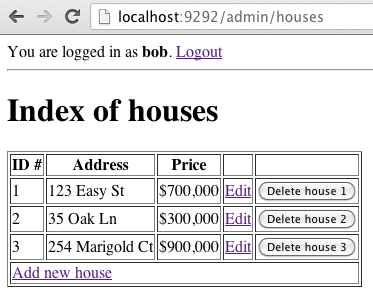 localhost:9292/admin/houses
You are logged in as bob. Logout
Index of houses
ID # Address Price
1 123 Easy St $700,000 Edit Delete house 1
2 35 Oak Ln $300,000 Edit Delete house 2
3 254 Marigold Ct $900,000 Edit Delete house 3
Add new house